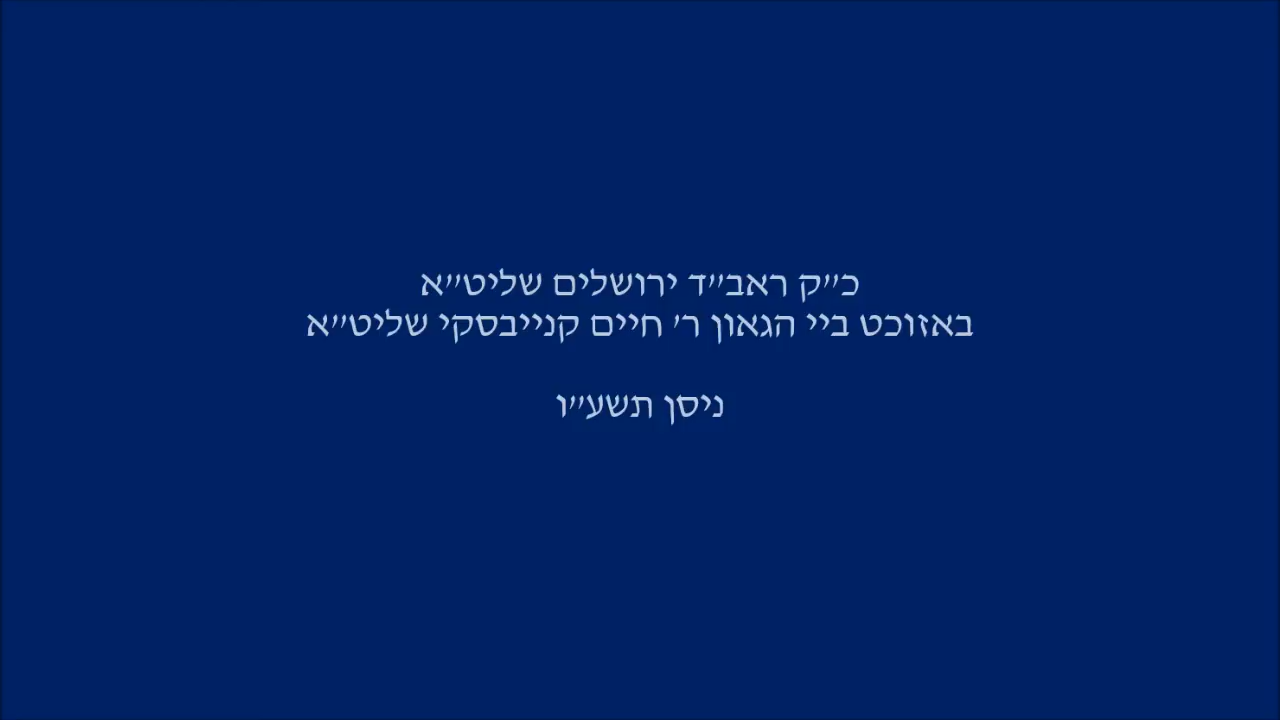 כ״ק ראב״ד ירושלים שליט״א
באזוכט ביי הגאון ר׳ חיים קנייבסקי שליט״א
ניסן תשע״ו